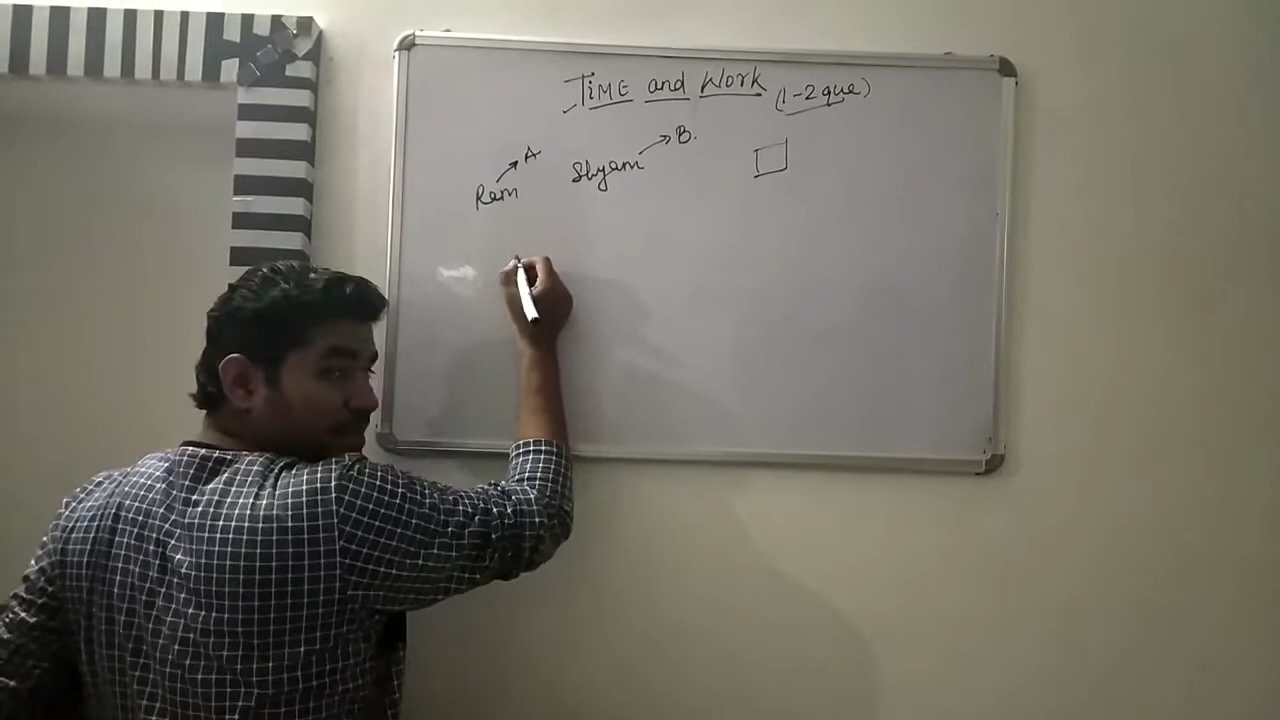 TiME and Work (1-2 que)
Ram → A Shyam → B.